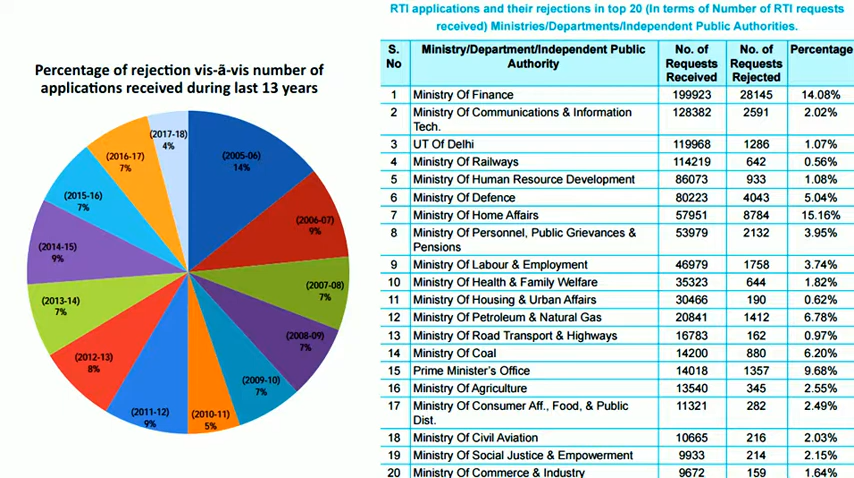 Percentage of rejection vis-ã-vis number of
applications received during last 13 years
(2005-06)
14%
(2006-07)
9%
(2007-08)
7%
(2008-09)
7%
(2009-10)
7%
(2010-11)
5%
(2011-12)
9%
(2012-13)
8%
(2013-14)
7%
(2014-15)
9%
(2015-16)
7%
(2016-17)
7%
(2017-18)
4%
RTI applications and their rejections in top 20 (In terms of Number of RTI requests
received) Ministries/Departments/Independent Public Authorities.
S. No Ministry/Department/Independent Public Authority No. of Requests Received No. of Requests Rejected Percentage
1 Ministry Of Finance 199923 28145 14.08%
2 Ministry Of Communications & Information Tech. 128382 2591 2.02%
3 UT Of Delhi 119968 1286 1.07%
4 Ministry Of Railways 114219 642 0.56%
5 Ministry Of Human Resource Development 86073 933 1.08%
6 Ministry Of Defence 80223 4043 5.04%
7 Ministry Of Home Affairs 57951 8784 15.16%
8 Ministry Of Personnel, Public Grievances & Pensions 53979 2132 3.95%
9 Ministry Of Labour & Employment 46979 1758 3.74%
10 Ministry Of Health & Family Welfare 35323 644 1.82%
11 Ministry Of Housing & Urban Affairs 30466 190 0.62%
12 Ministry Of Petroleum & Natural Gas 20841 1412 6.78%
13 Ministry Of Road Transport & Highways 16783 162 0.97%
14 Ministry Of Coal 14200 880 6.20%
15 Prime Minister's Office 14018 1357 9.68%
16 Ministry Of Agriculture 13540 345 2.55%
17 Ministry Of Consumer Aff., Food, & Public Dist. 11321 282 2.49%
18 Ministry Of Civil Aviation 10665 216 2.03%
19 Ministry Of Social Justice & Empowerment 9933 214 2.15%
20 Ministry Of Commerce & Industry 9672 159 1.64%